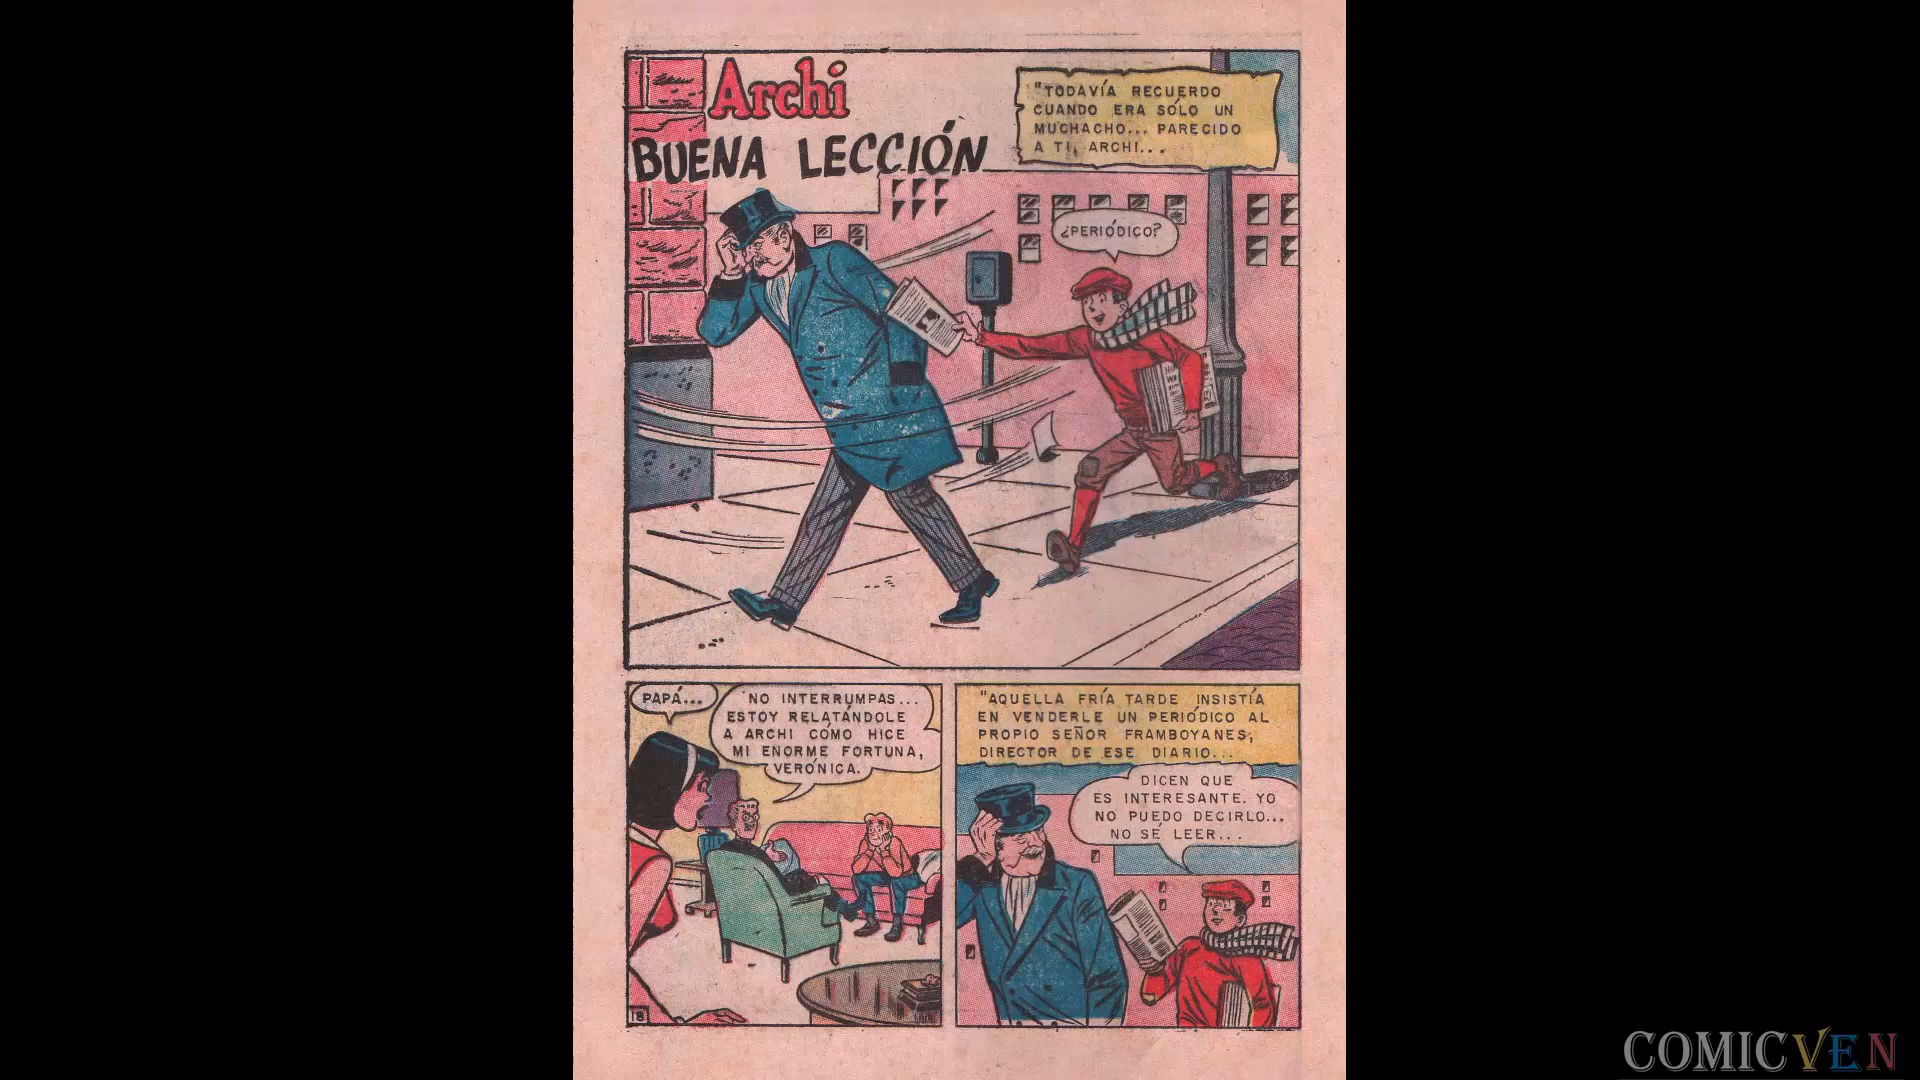 Archi
BUENA LECCIÓN
"TODAVÍA RECUERDO
CUANDO ERA SÓLO UN
MUCHACHO... PARECIDO
A TI, ARCHI...
¿PERIÓDICO?
PAPÁ...
NO INTERRUMPAS...
ESTOY RELATÁNDOLE
A ARCHI CÓMO HICE
MI ENORME FORTUNA,
VERÓNICA.
"AQUELLA FRÍA TARDE INSISTÍA
EN VENDERLE UN PERIÓDICO AL
PROPIO SEÑOR FRAMBOYANES,
DIRECTOR DE ESE DIARIO...
DICEN QUE
ES INTERESANTE. YO
NO PUEDO DECIRLO...
NO SÉ LEER...
18
COMICVEN